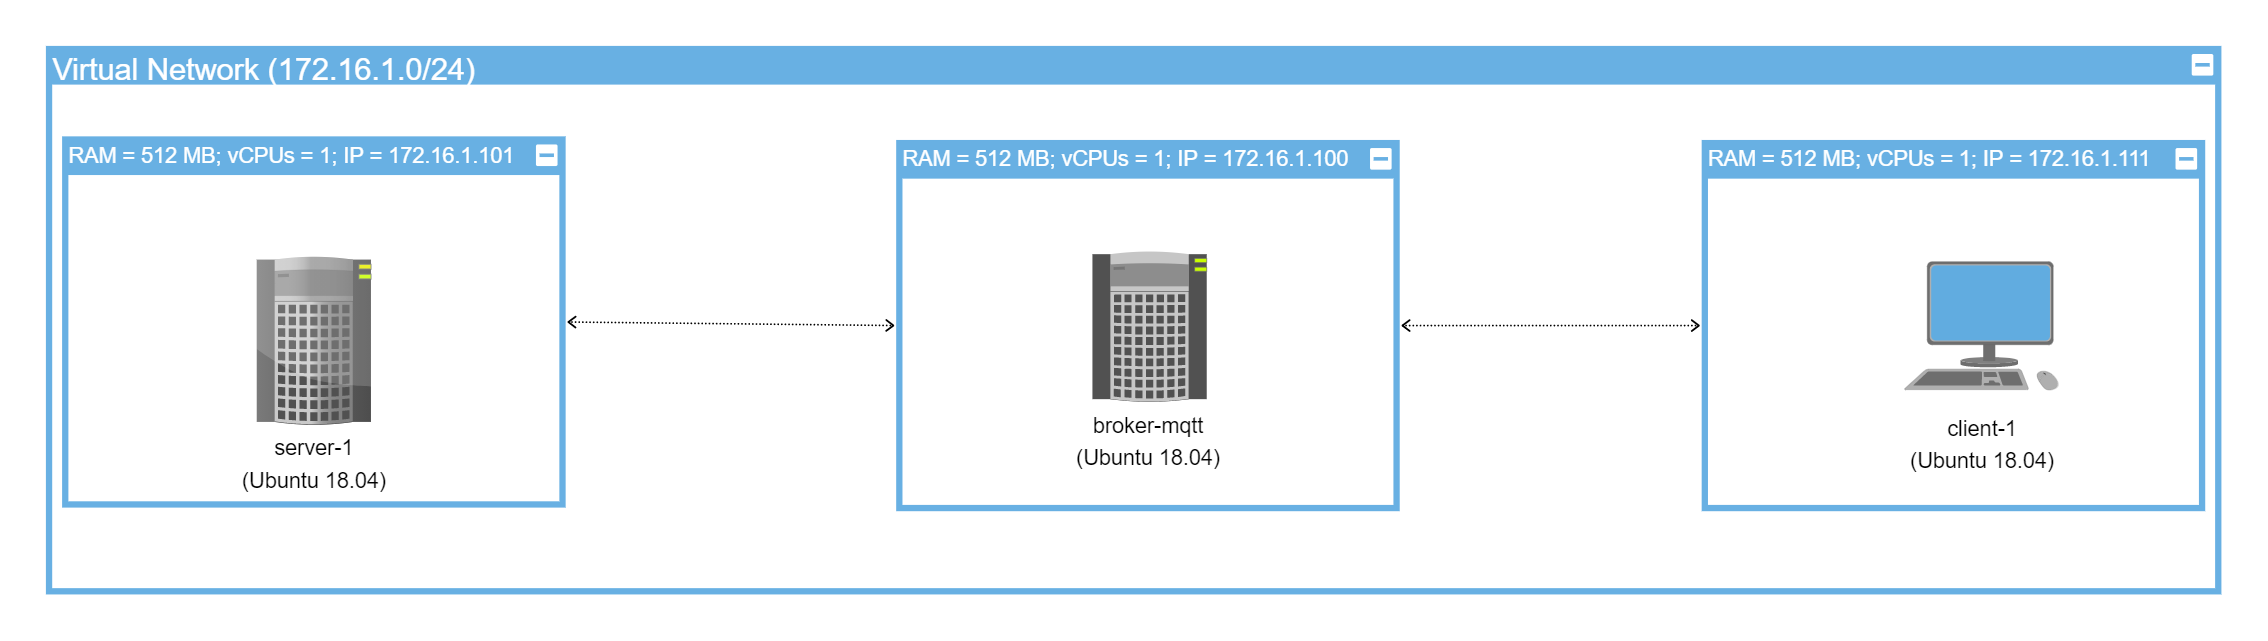 Virtual Network (172.16.1.0/24)
RAM = 512 MB; vCPUs = 1; IP = 172.16.1.101
server-1
(Ubuntu 18.04)
RAM = 512 MB; vCPUs = 1; IP = 172.16.1.100
broker-mqtt
(Ubuntu 18.04)
RAM = 512 MB; vCPUs = 1; IP = 172.16.1.111
client-1
(Ubuntu 18.04)